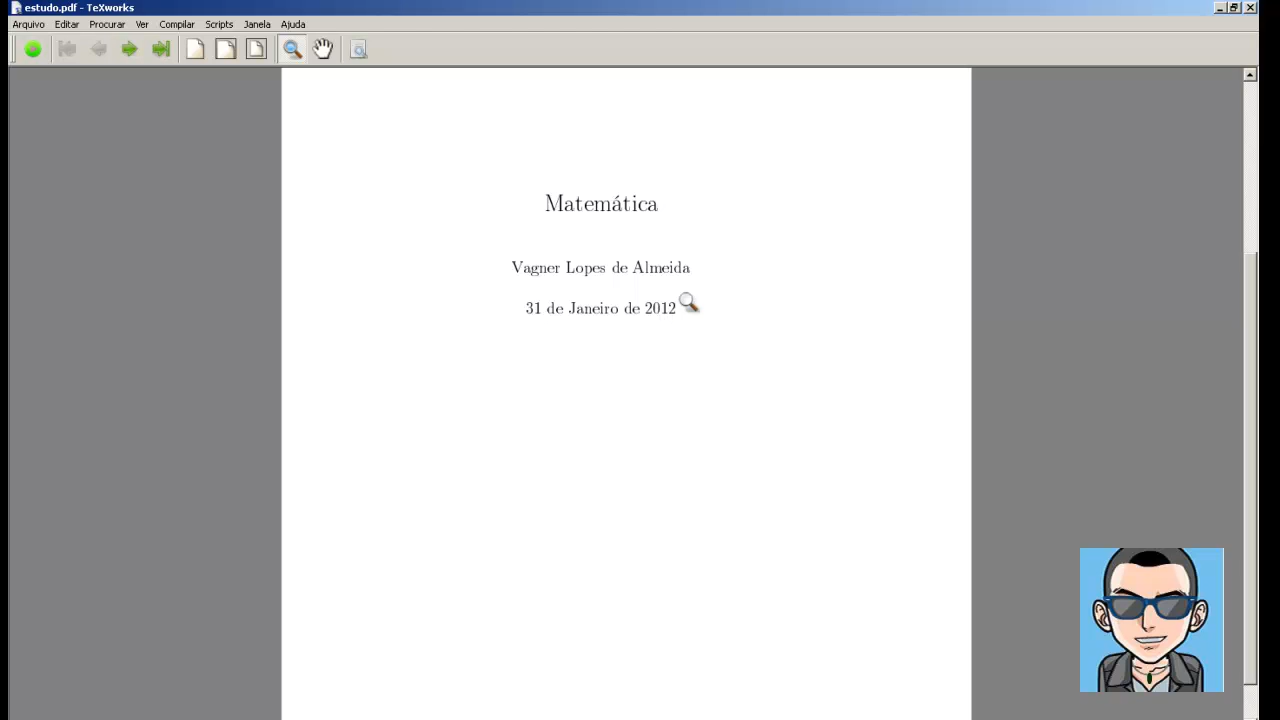 estudo.pdf - TeXworks
Arquivo Editar Procurar Ver Compilar Scripts Janela Ajuda
Matemática
Vagner Lopes de Almeida
31 de Janeiro de 2012